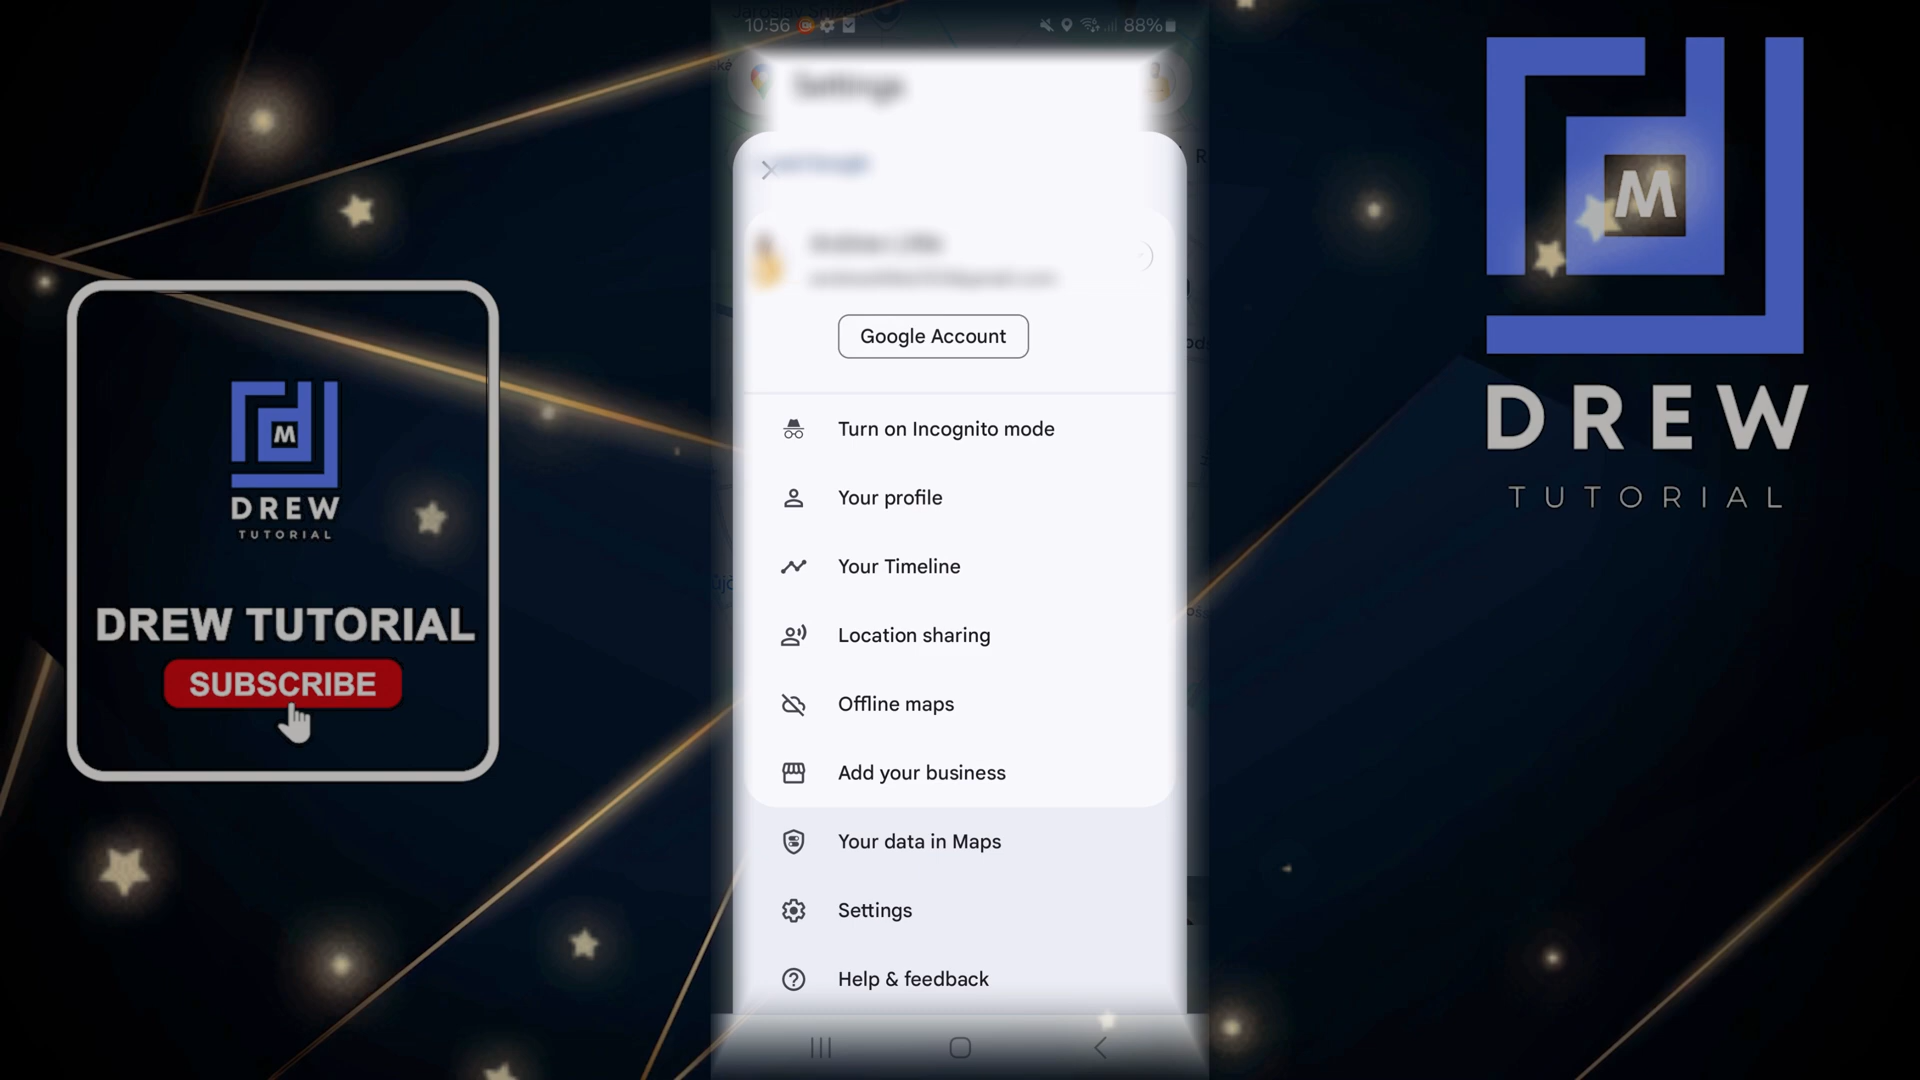 10:56
88%
Settings
Google Account
Turn on Incognito mode
Your profile
Your Timeline
Location sharing
Offline maps
Add your business
Your data in Maps
Settings
Help & feedback
M
DREW
TUTORIAL
DREW TUTORIAL
SUBSCRIBE
M
DREW
TUTORIAL